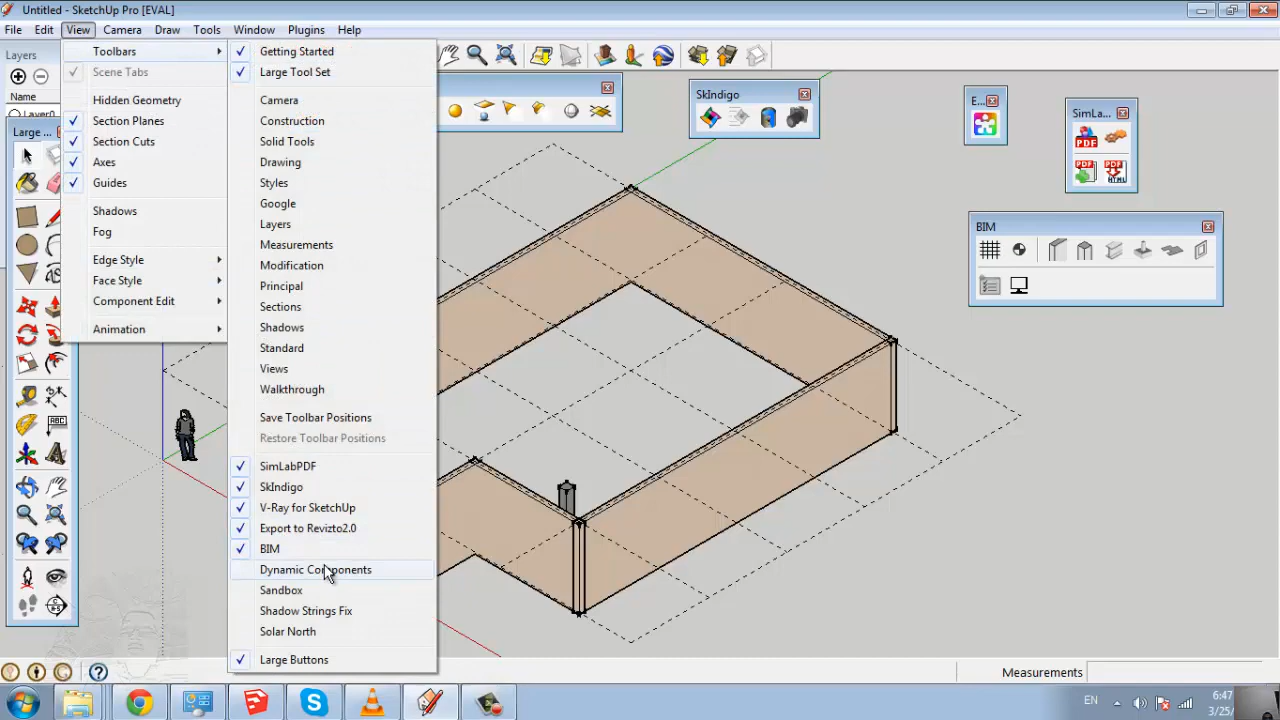 Untitled - SketchUp Pro [EVAL]
File Edit View Camera Draw Tools Window Plugins Help
Layers
Name
Layer0
Large ...
Toolbars
Scene Tabs
Hidden Geometry
Section Planes
Section Cuts
Axes
Guides
Shadows
Fog
Edge Style
Face Style
Component Edit
Animation
Getting Started
Large Tool Set
Camera
Construction
Solid Tools
Drawing
Styles
Google
Layers
Measurements
Modification
Principal
Sections
Shadows
Standard
Views
Walkthrough
Save Toolbar Positions
Restore Toolbar Positions
SimLabPDF
SkIndigo
V-Ray for SketchUp
Export to Revizto2.0
BIM
Dynamic Components
Sandbox
Shadow Strings Fix
Solar North
Large Buttons
SkIndigo
E...
SimLa...
PDF
PDF
PDF
HTML
BIM
ABC
Measurements
EN
6:47
3/25/